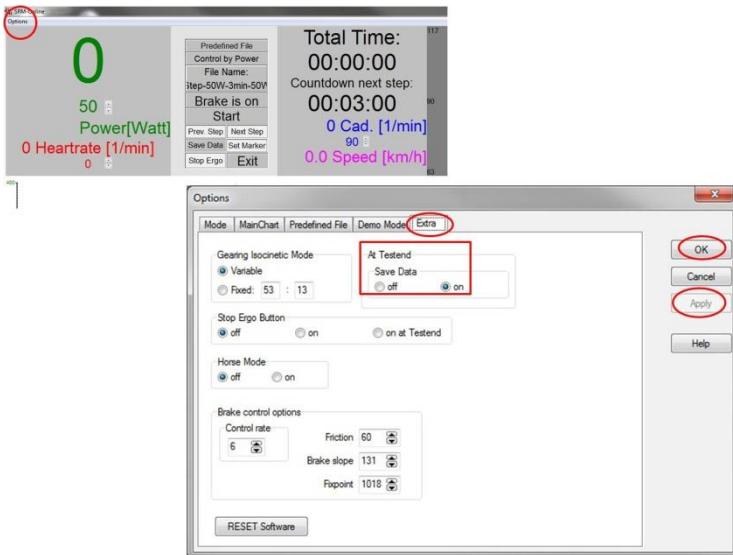 SRM-Online
Options
0
50
Power[Watt]
0 Heartrate [1/min]
0
Predefined File
Control by Power
File Name:
Step-50W-3min-50W
Brake is on
Start
Prev. Step Next Step
Save Data Set Marker
Stop Ergo Exit
Total Time:
00:00:00
Countdown next step:
00:03:00
0 Cad. [1/min]
90
0.0 Speed [km/h]
117
90
63
Options
Mode MainChart Predefined File Demo Mode Extra
Gearing Isocinetic Mode
Variable
Fixed: 53 : 13
At Testend
Save Data
off on
Stop Ergo Button
off on on at Testend
Horse Mode
off on
Brake control options
Control rate
6
Friction 60
Brake slope 131
Fixpoint 1018
RESET Software
OK
Cancel
Apply
Help